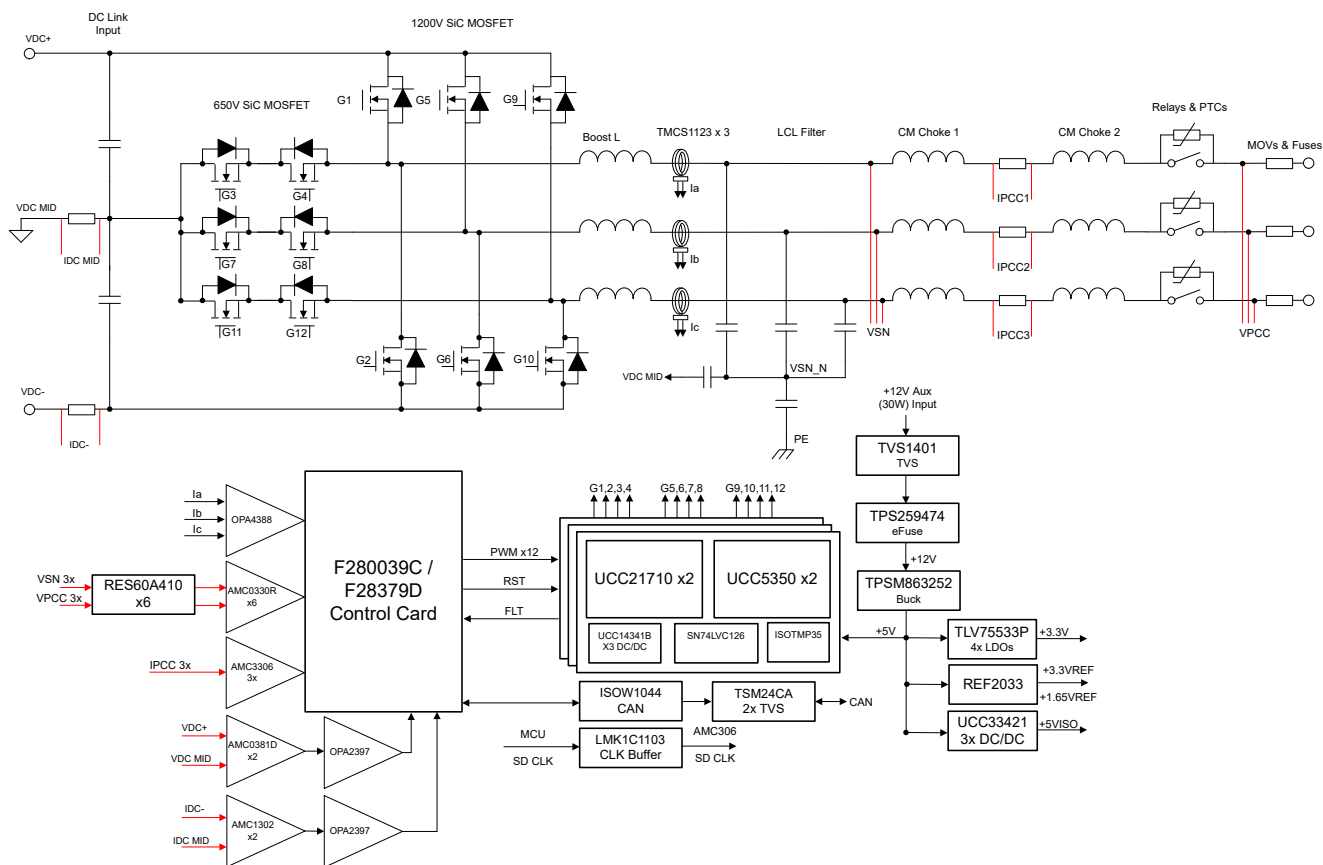 DC Link
Input
1200V SiC MOSFET
VDC+
650V SiC MOSFET
G1
G5
G9
Relays & PTCs
Boost L
TMCS1123 x 3
LCL Filter
CM Choke 1
CM Choke 2
MOVs & Fuses
G3
G4
Ia
IPCC1
VDC MID
IDC MID
G7
G8
Ib
IPCC2
G11
G12
Ic
VSN
IPCC3
VPCC
G2
G6
G10
VDC MID
VSN_N
VDC-
IDC-
PE
+12V Aux
(30W) Input
TVS1401
TVS
TPS259474
eFuse
+12V
TPSM863252
Buck
+5V
TLV75533P
4x LDOs
+3.3V
REF2033
+3.3VREF
+1.65VREF
UCC33421
3x DC/DC
+5VISO
G1,2,3,4
G5,6,7,8
G9,10,11,12
Ia
Ib
Ic
OPA4388
F280039C /
F28379D
Control Card
PWM x12
RST
FLT
UCC21710 x2
UCC5350 x2
UCC14341B
X3 DC/DC
SN74LVC126
ISOTMP35
VSN 3x
VPCC 3x
RES60A410
x6
AMC0330R
x6
IPCC 3x
AMC3306
3x
ISOW1044
CAN
TSM24CA
2x TVS
CAN
VDC+
VDC MID
AMC0381D
x2
OPA2397
MCU
SD CLK
LMK1C1103
CLK Buffer
AMC306
SD CLK
IDC-
IDC MID
AMC1302
x2
OPA2397